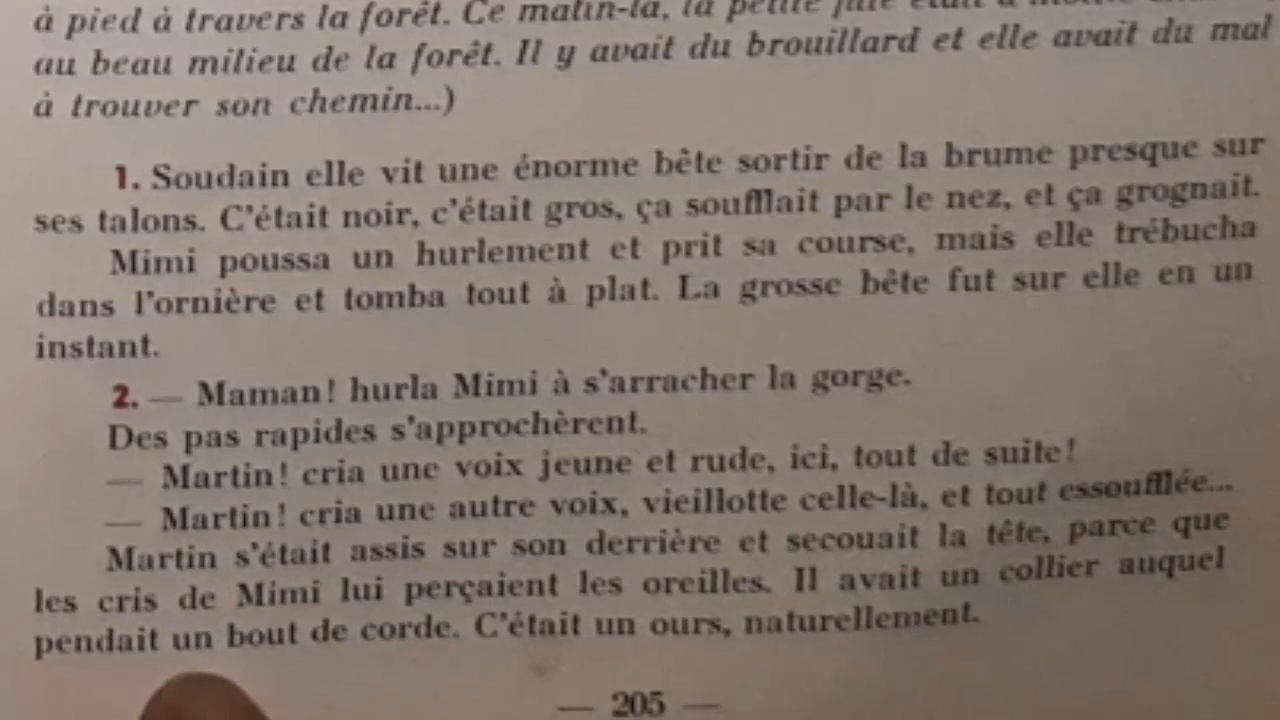 à pied à travers la forêt. Ce matin-là, la petite fille était à
au beau milieu de la forêt. Il y avait du brouillard et elle avait du mal
à trouver son chemin...)
1. Soudain elle vit une énorme bête sortir de la brume presque sur
ses talons. C'était noir, c'était gros, ça soufflait par le nez, et ça grognait.
Mimi poussa un hurlement et prit sa course, mais elle trébucha
dans l'ornière et tomba tout à plat. La grosse bête fut sur elle en un
instant.
2. — Maman! hurla Mimi à s'arracher la gorge.
Des pas rapides s'approchèrent.
— Martin! cria une voix jeune et rude, ici, tout de suite!
— Martin! cria une autre voix, vieillotte celle-là, et tout essoufflée...
Martin s'était assis sur son derrière et secouait la tête, parce que
les cris de Mimi lui perçaient les oreilles. Il avait un collier auquel
pendait un bout de corde. C'était un ours, naturellement.
— 205 —